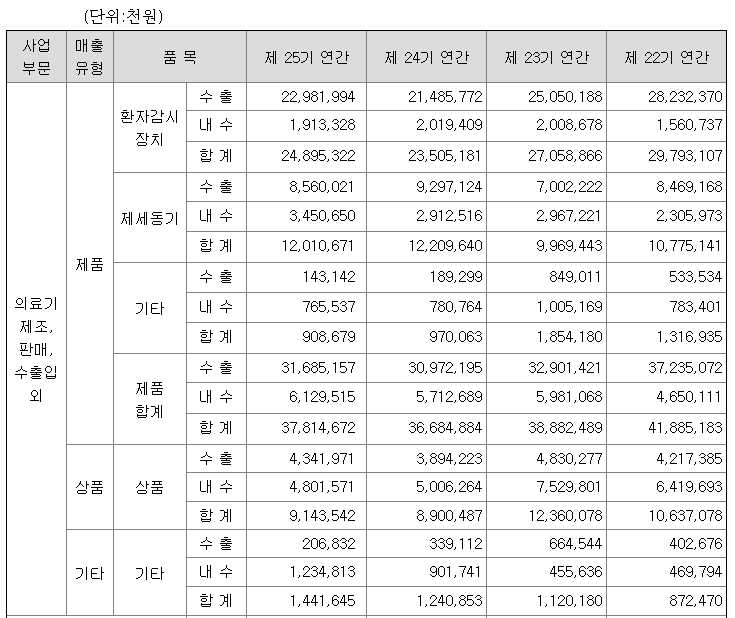 (단위:천원)
사업 부문 매출 유형 품 목 제 25기 연간 제 24기 연간 제 23기 연간 제 22기 연간
의료기 제조, 판매, 수출입 외 제품 환자감시 장치 수 출 22,981,994 21,485,772 25,050,188 28,232,370
내 수 1,913,328 2,019,409 2,008,678 1,560,737
합 계 24,895,322 23,505,181 27,058,866 29,793,107
제세동기 수 출 8,560,021 9,297,124 7,002,222 8,469,168
내 수 3,450,650 2,912,516 2,967,221 2,305,973
합 계 12,010,671 12,209,640 9,969,443 10,775,141
기타 수 출 143,142 189,299 849,011 533,534
내 수 765,537 780,764 1,005,169 783,401
합 계 908,679 970,063 1,854,180 1,316,935
제품 합계 수 출 31,685,157 30,972,195 32,901,421 37,235,072
내 수 6,129,515 5,712,689 5,981,068 4,650,111
합 계 37,814,672 36,684,884 38,882,489 41,885,183
상품 상품 수 출 4,341,971 3,894,223 4,830,277 4,217,385
내 수 4,801,571 5,006,264 7,529,801 6,419,693
합 계 9,143,542 8,900,487 12,360,078 10,637,078
기타 기타 수 출 206,832 339,112 664,544 402,676
내 수 1,234,813 901,741 455,636 469,794
합 계 1,441,645 1,240,853 1,120,180 872,470